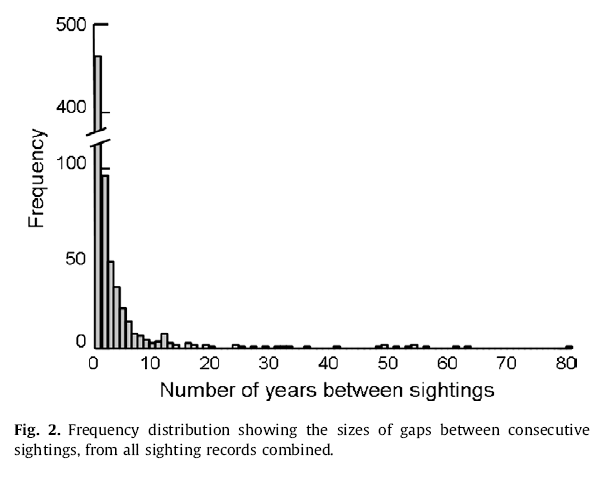 500
400
100
50
0
Frequency
0 10 20 30 40 50 60 70 80
Number of years between sightings
Fig. 2. Frequency distribution showing the sizes of gaps between consecutive
sightings, from all sighting records combined.